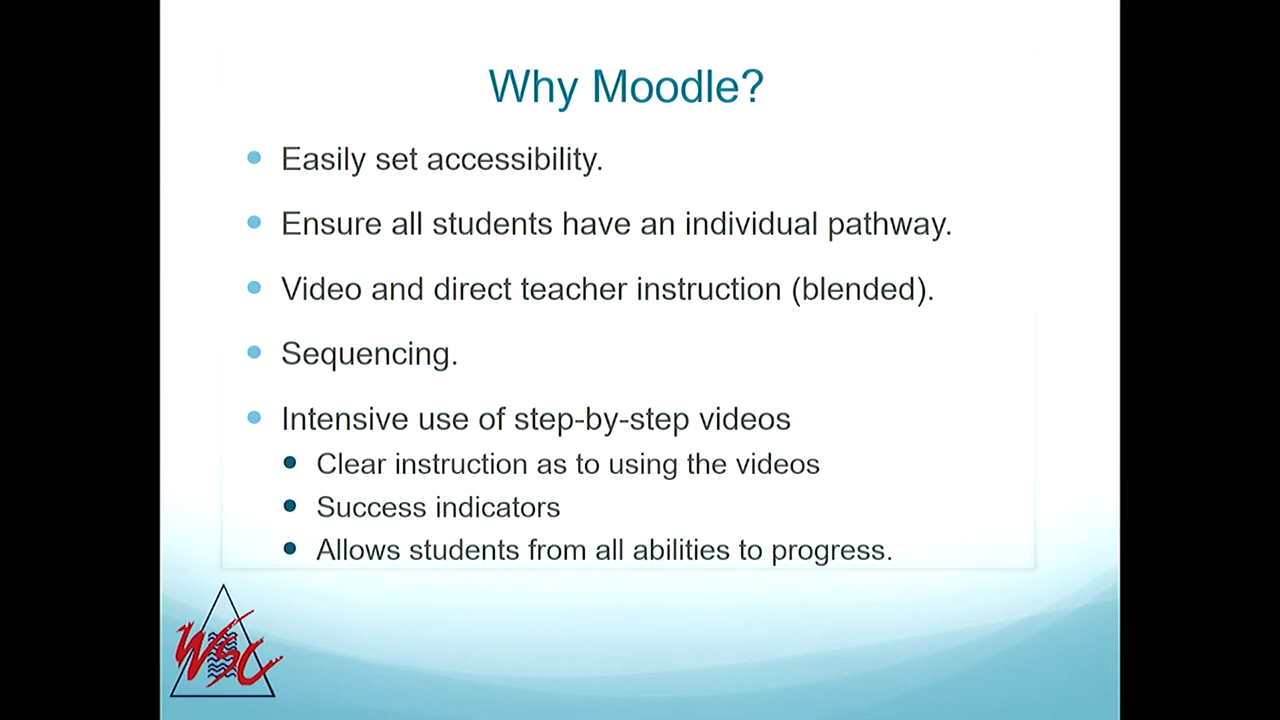 Why Moodle?
Easily set accessibility.
Ensure all students have an individual pathway.
Video and direct teacher instruction (blended).
Sequencing.
Intensive use of step-by-step videos
Clear instruction as to using the videos
Success indicators
Allows students from all abilities to progress.
WSC